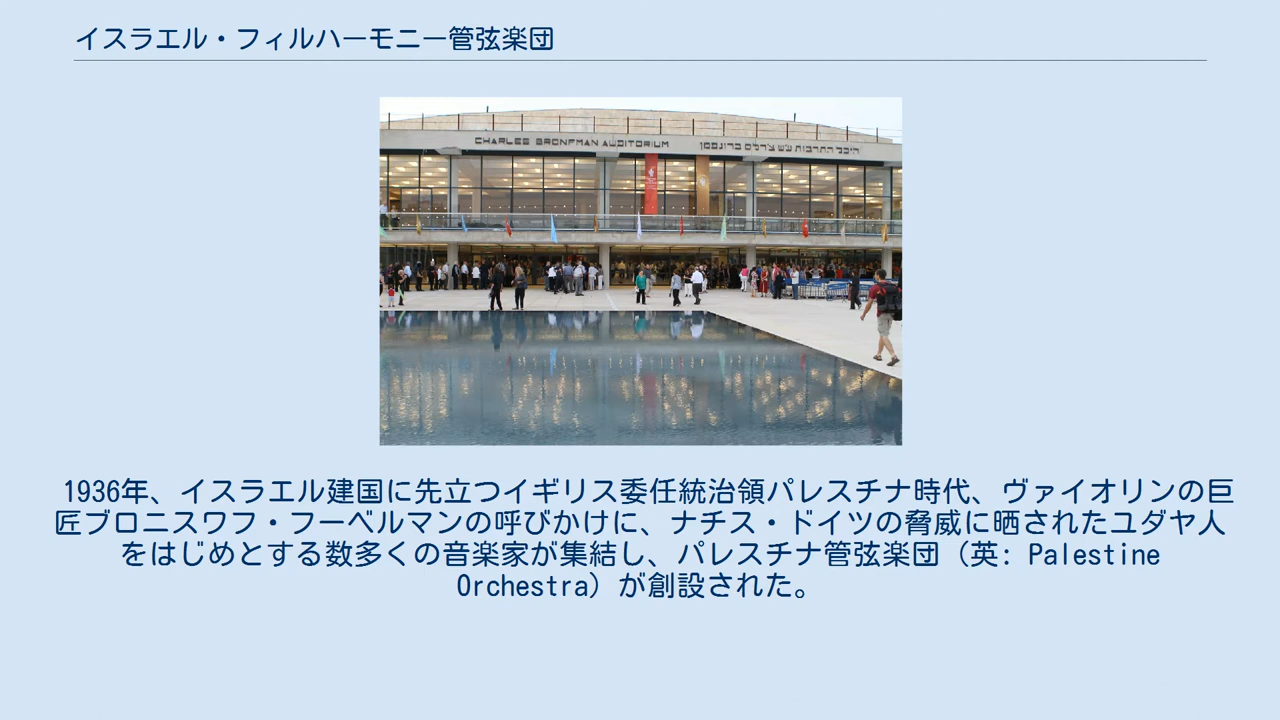 イスラエル・フィルハーモニー管弦楽団
CHARLES BRONFMAN AUDITORIUM היכל התרבות ע״ש צ׳רלס ברונפמן
1936年、イスラエル建国に先立つイギリス委任統治領パレスチナ時代、ヴァイオリンの巨
匠ブロニスワフ・フーベルマンの呼びかけに、ナチス・ドイツの脅威に晒されたユダヤ人
をはじめとする数多くの音楽家が集結し、パレスチナ管弦楽団（英: Palestine
Orchestra）が創設された。